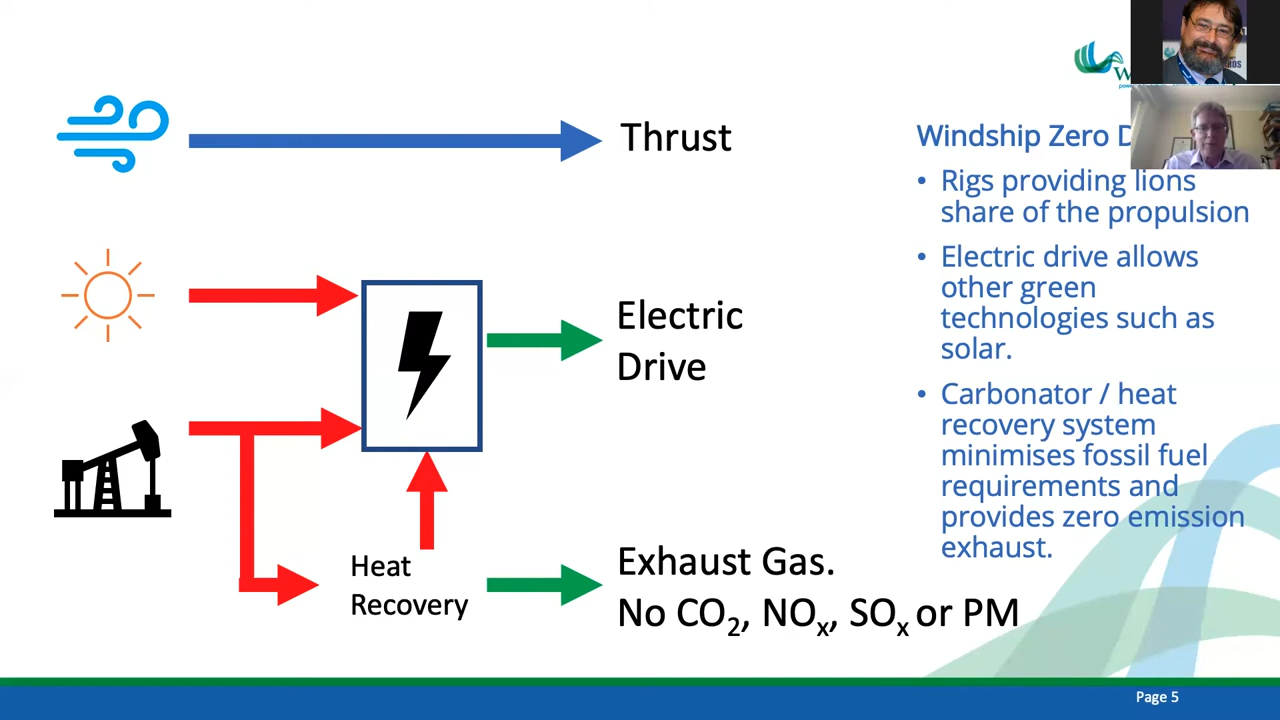 Thrust
Windship Zero
• Rigs providing lions
share of the propulsion
• Electric drive allows
other green
technologies such as
solar.
Electric
Drive
• Carbonator / heat
recovery system
minimises fossil fuel
requirements and
provides zero emission
exhaust.
Heat
Recovery
Exhaust Gas.
No CO₂, NOₓ, SOₓ or PM
Page 5